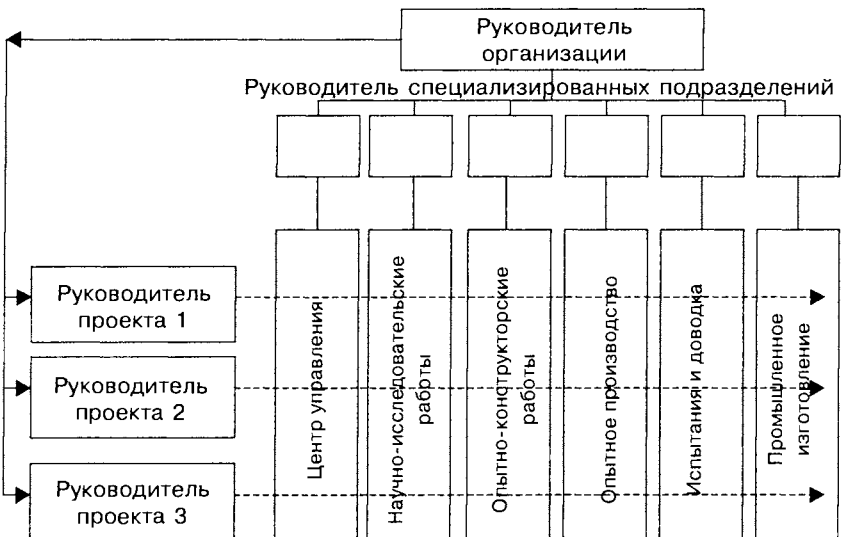 Руководитель
организации
Руководитель специализированных подразделений
Руководитель
проекта 1
Руководитель
проекта 2
Руководитель
проекта 3
Центр управления
Научно-исследовательские
работы
Опытно-конструкторские
работы
Опытное производство
Испытания и доводка
Промышленное
изготовление